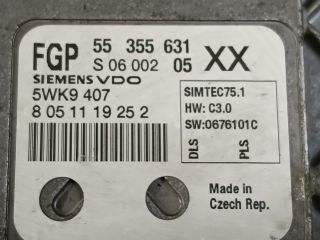 FGP 55 355 631 XX
S 06 002 05
SIEMENS VDO
5WK9 407
8 05 11 19 25 2
SIMTEC75.1
HW: C3.0
SW:0676101C
DLS
PLS
Made in
Czech Rep.